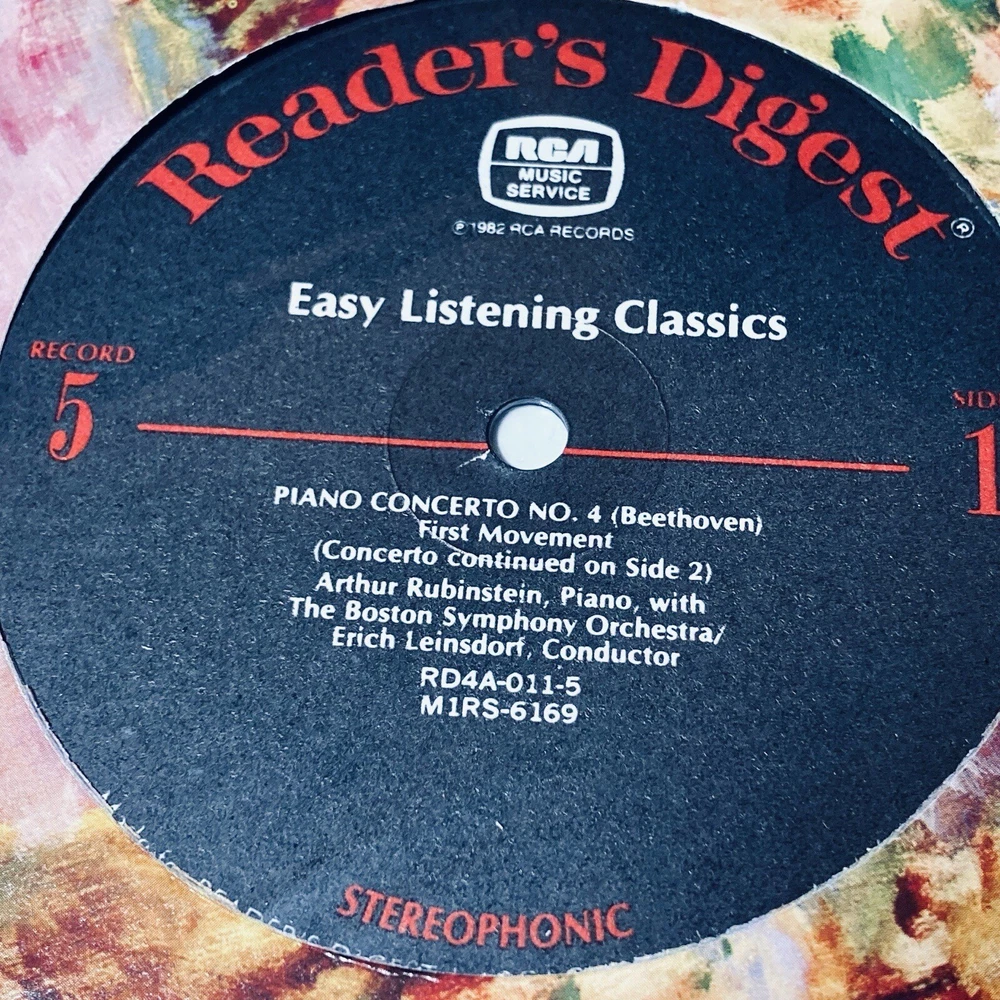 Reader's Digest®
RCA
MUSIC
SERVICE
℗ 1982 RCA RECORDS
Easy Listening Classics
RECORD
5
SID
1
PIANO CONCERTO NO. 4 (Beethoven)
First Movement
(Concerto continued on Side 2)
Arthur Rubinstein, Piano, with
The Boston Symphony Orchestra/
Erich Leinsdorf, Conductor
RD4A-011-5
M1RS-6169
STEREOPHONIC